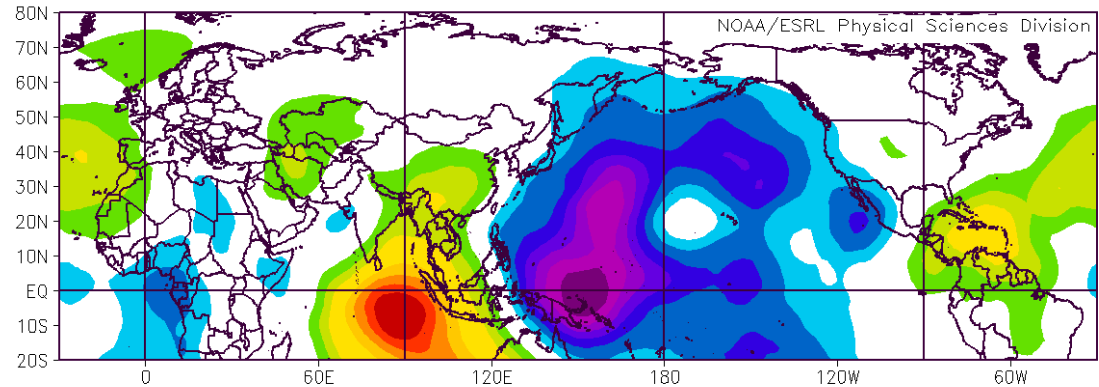 80N
NOAA/ESRL Physical Sciences Division
70N
60N
50N
40N
30N
20N
10N
EQ
10S
20S
0 60E 120E 180 120W 60W